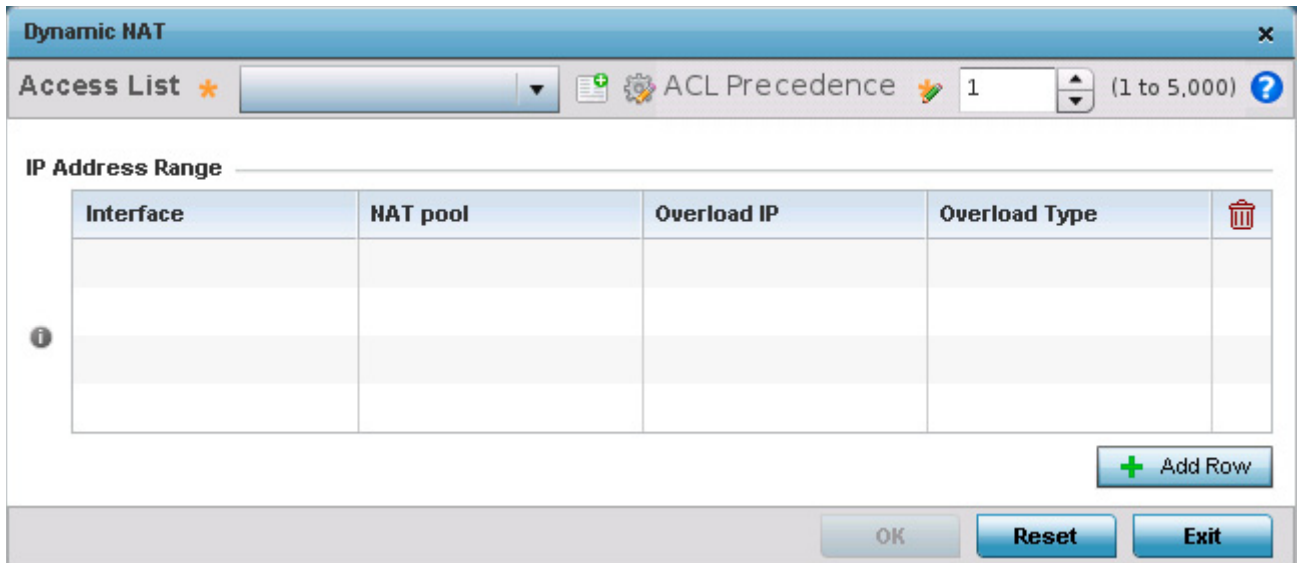 Dynamic NAT
Access List * ACL Precedence * 1 (1 to 5,000) ?
IP Address Range
Interface NAT pool Overload IP Overload Type
Add Row
OK Reset Exit